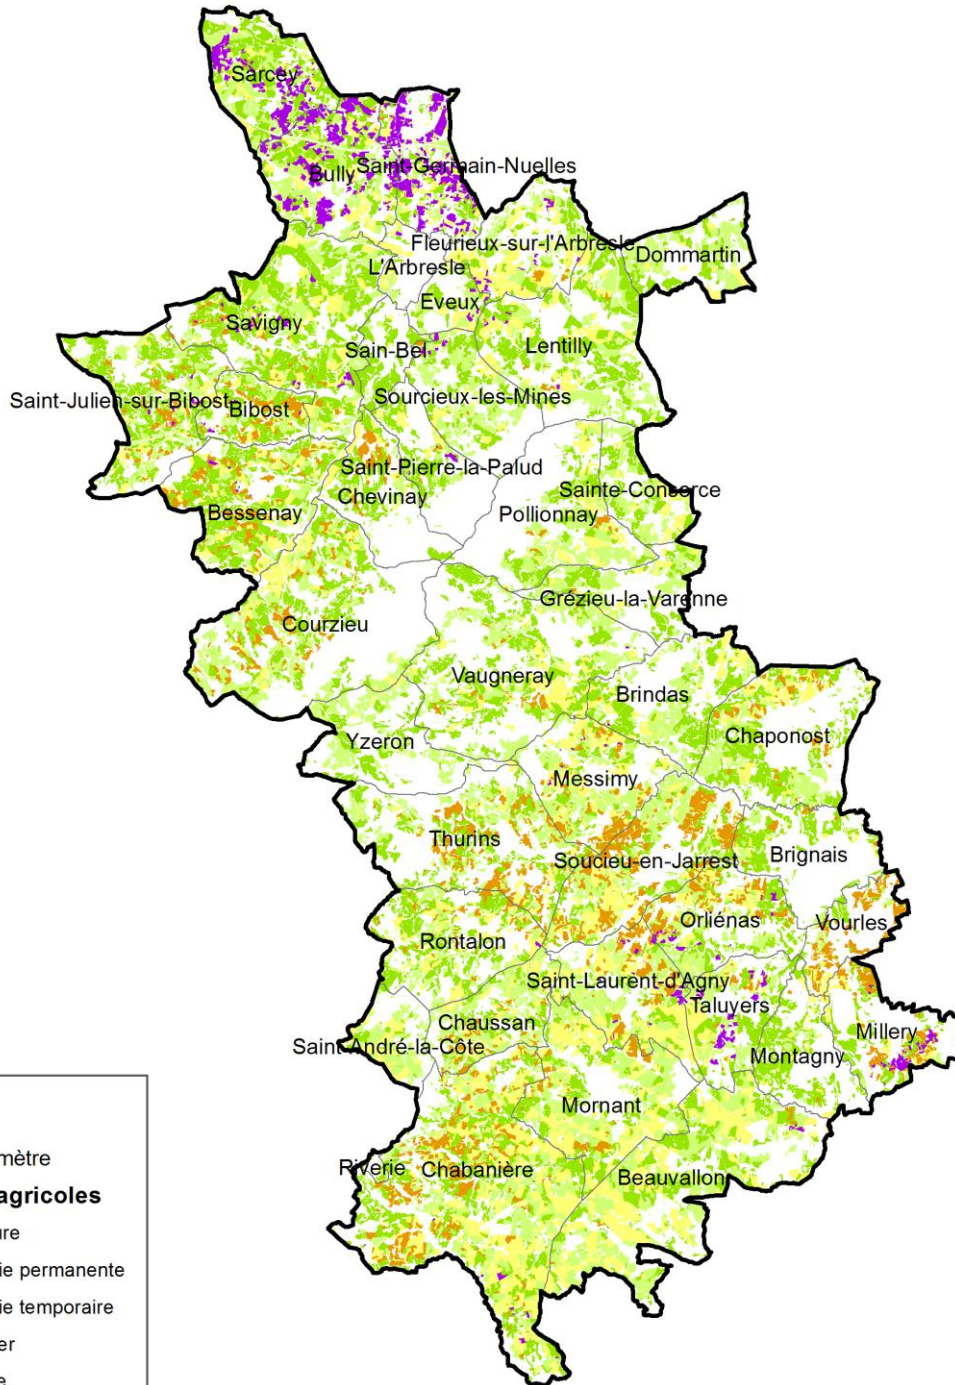 Sarcey
Saint-Germain-Nuelles
Bully
Fleurieux-sur-l'Arbresle
Dommartin
L'Arbresle
Eveux
Savigny
Sain-Bel
Lentilly
Saint-Julien-sur-Bibost
Bibost
Sourcieux-les-Mines
Saint-Pierre-la-Palud
Chevinay
Sainte-Consorce
Bessenay
Pollionnay
Grézieu-la-Varenne
Courzieu
Vaugneray
Brindas
Yzeron
Chaponost
Messimy
Thurins
Soucieu-en-Jarrest
Brignais
Orliénas
Vourles
Rontalon
Saint-Laurent-d'Agny
Taluyers
Chaussan
Millery
Saint-André-la-Côte
Montagny
Mornant
Riverie
Chabanière
Beauvallon
mètre
agricoles
ure
ie permanente
ie temporaire
er
e